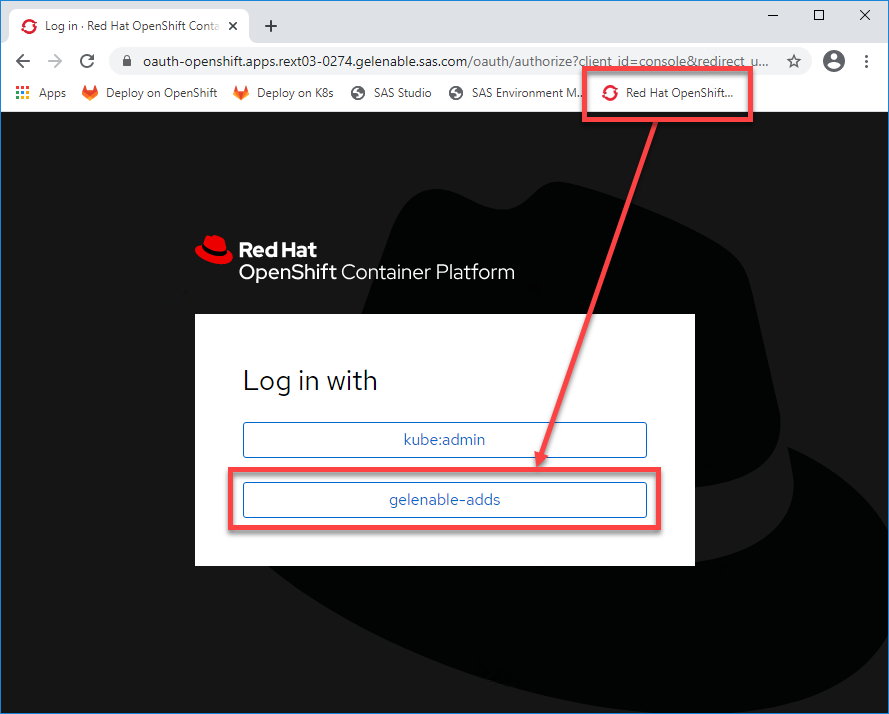 Log in · Red Hat OpenShift Conta
oauth-openshift.apps.rext03-0274.gelenable.sas.com/oauth/authorize?client_id=console&redirect_u...
Apps Deploy on OpenShift Deploy on K8s SAS Studio SAS Environment M... Red Hat OpenShift...
Red Hat
OpenShift Container Platform
Log in with
kube:admin
gelenable-adds